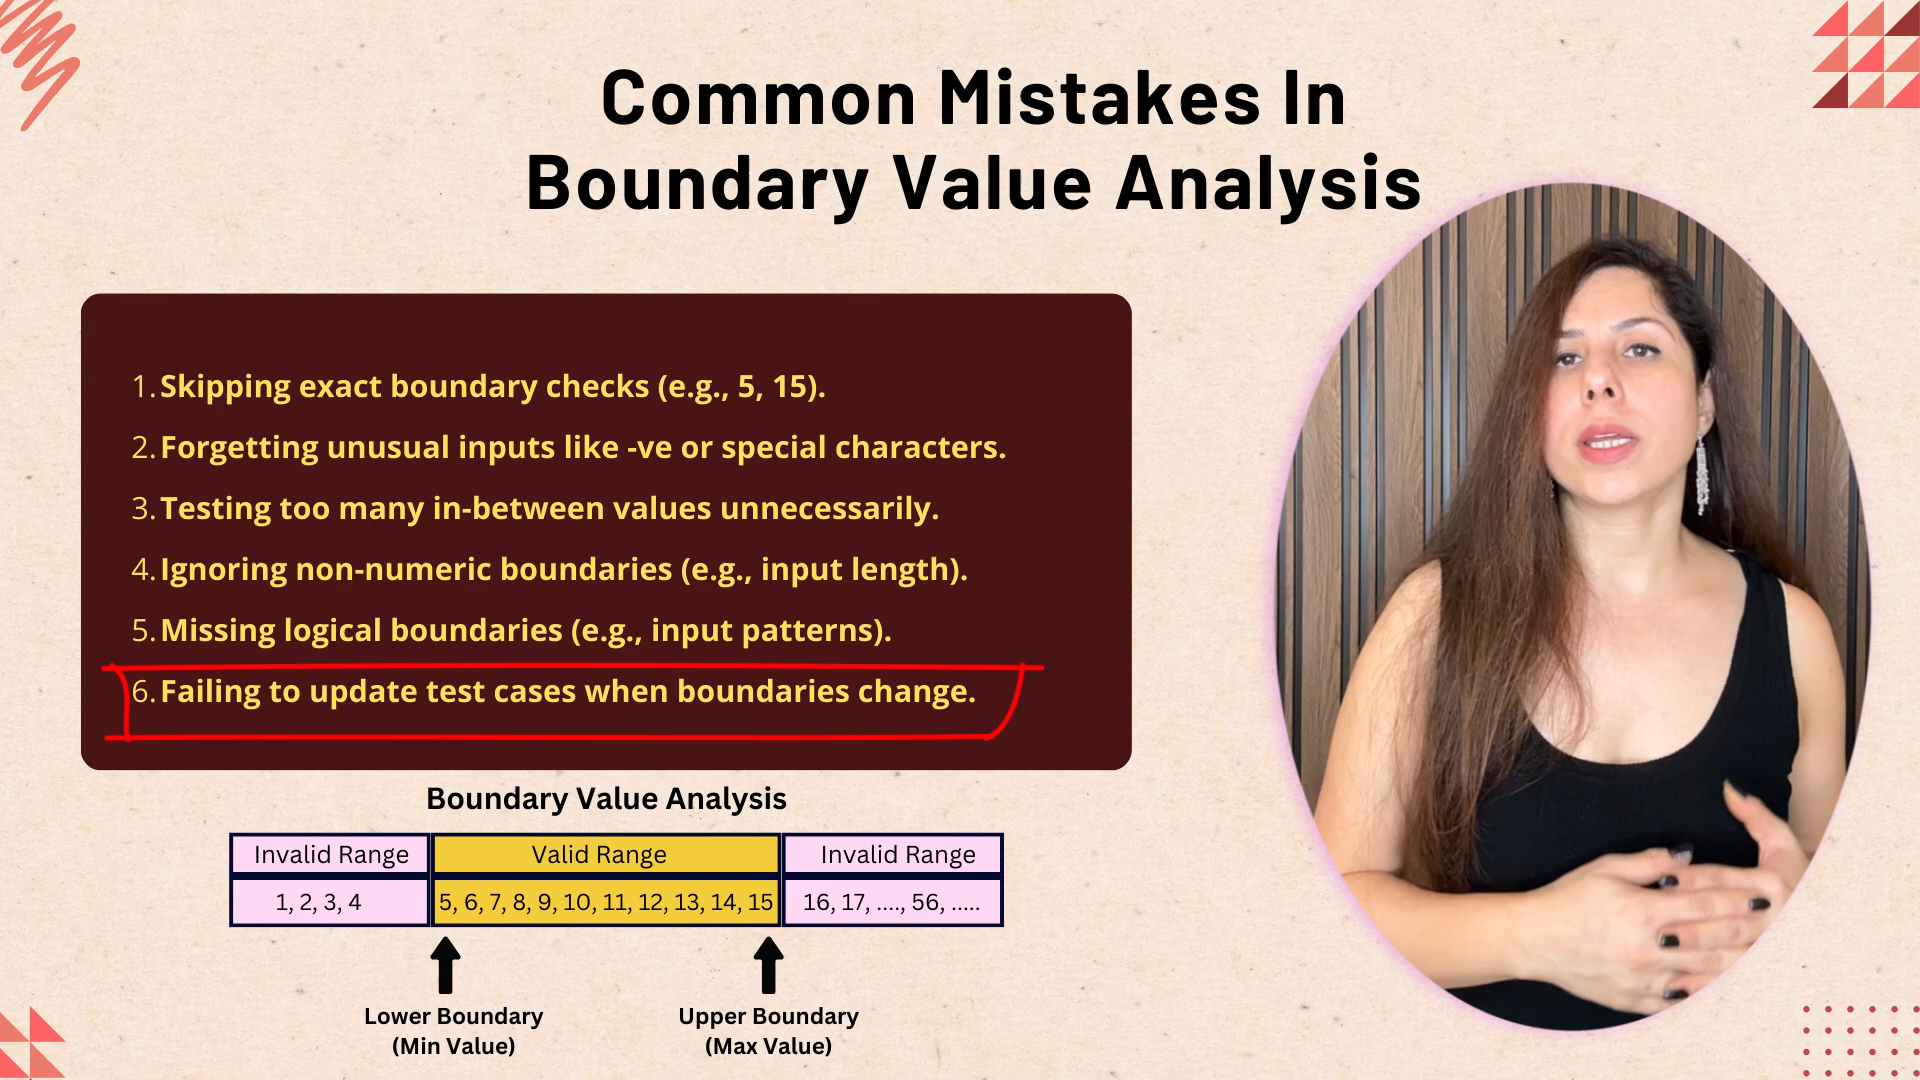 Common Mistakes In
Boundary Value Analysis
1. Skipping exact boundary checks (e.g., 5, 15).
2. Forgetting unusual inputs like -ve or special characters.
3. Testing too many in-between values unnecessarily.
4. Ignoring non-numeric boundaries (e.g., input length).
5. Missing logical boundaries (e.g., input patterns).
6. Failing to update test cases when boundaries change.
Boundary Value Analysis
Invalid Range Valid Range Invalid Range
1, 2, 3, 4 5, 6, 7, 8, 9, 10, 11, 12, 13, 14, 15 16, 17, ...., 56, .....
Lower Boundary Upper Boundary
(Min Value) (Max Value)